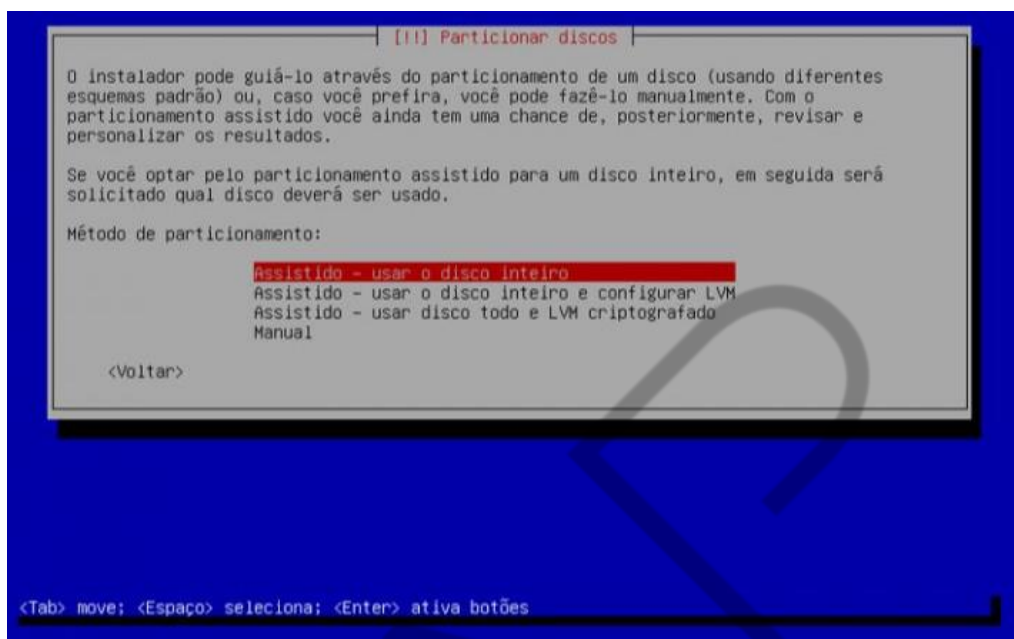 [!!] Particionar discos
O instalador pode guiá-lo através do particionamento de um disco (usando diferentes
esquemas padrão) ou, caso você prefira, você pode fazê-lo manualmente. Com o
particionamento assistido você ainda tem uma chance de, posteriormente, revisar e
personalizar os resultados.
Se você optar pelo particionamento assistido para um disco inteiro, em seguida será
solicitado qual disco deverá ser usado.
Método de particionamento:
Assistido - usar o disco inteiro
Assistido - usar o disco inteiro e configurar LVM
Assistido - usar disco todo e LVM criptografado
Manual
<Voltar>
<Tab> move; <Espaço> seleciona; <Enter> ativa botões